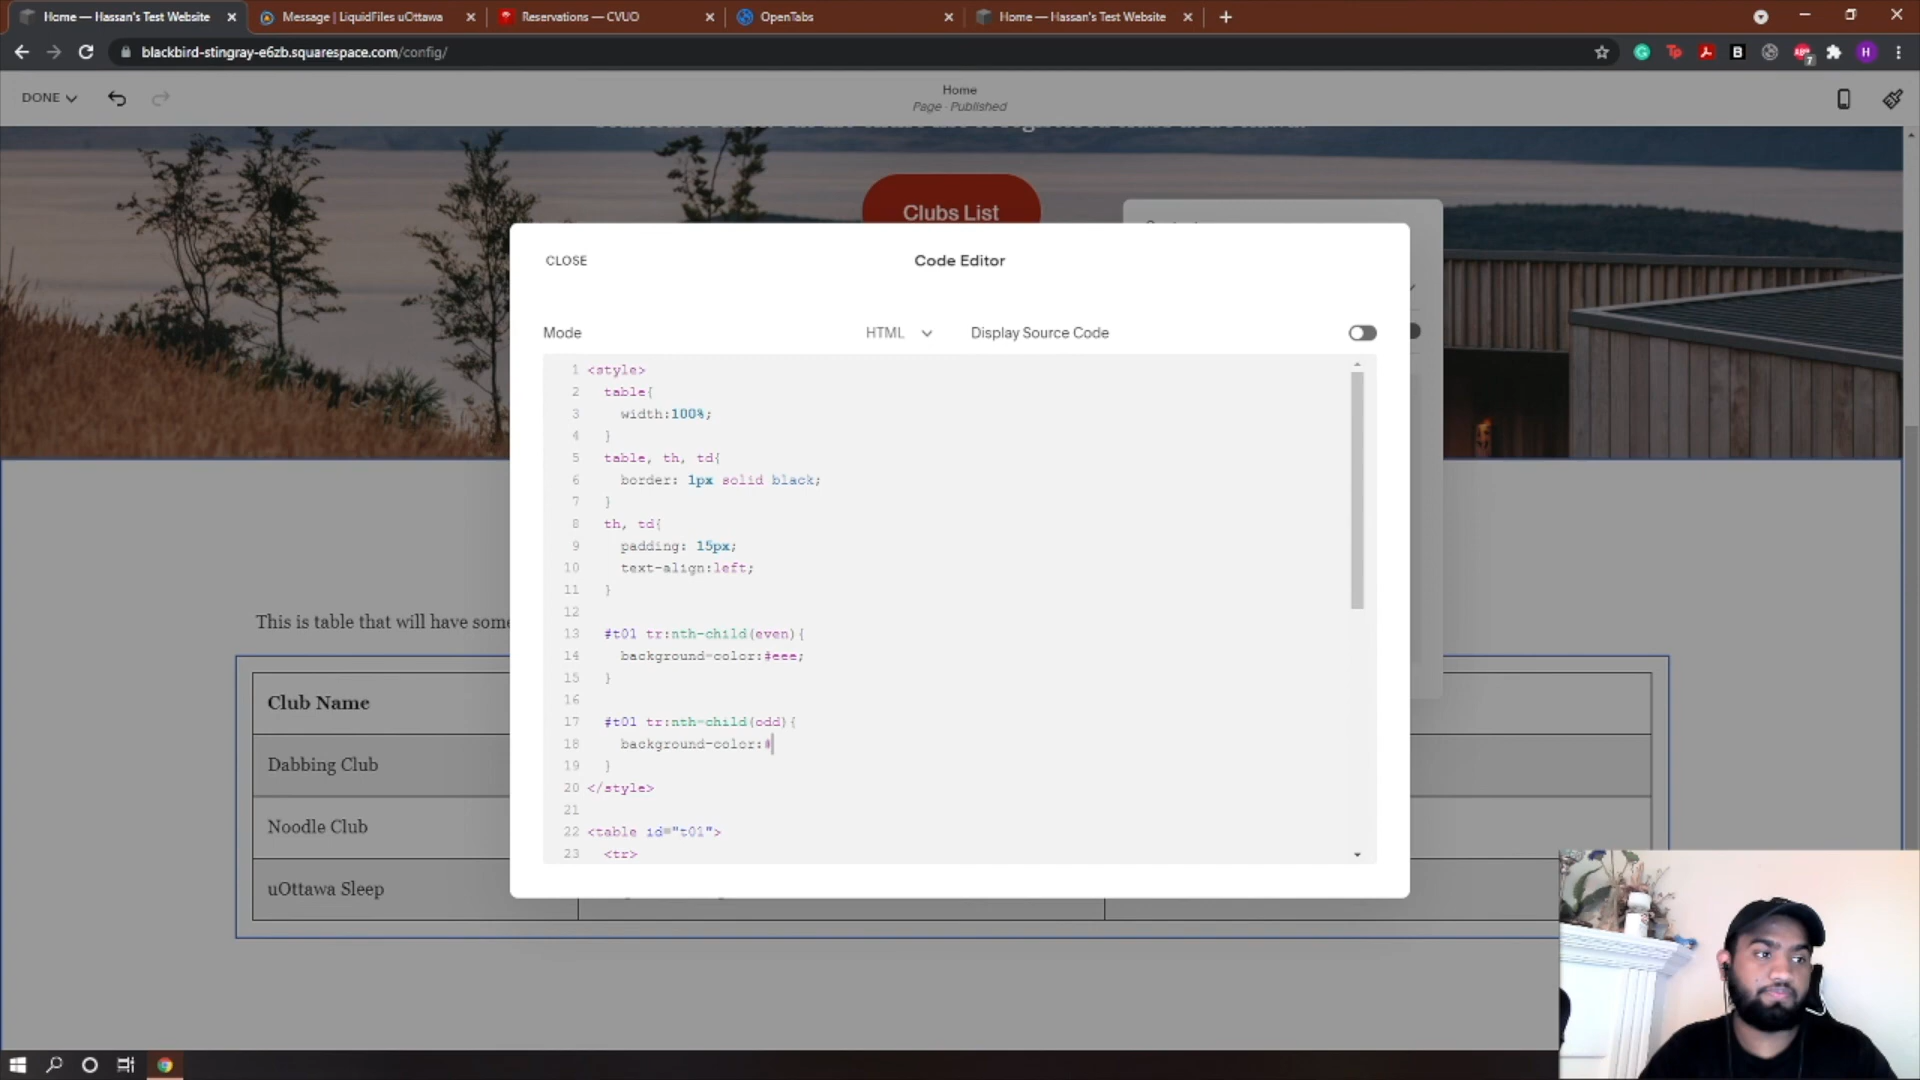 Home — Hassan's Test Website
Message | LiquidFiles uOttawa
Reservations — CVUO
OpenTabs
Home — Hassan's Test Website
blackbird-stingray-e6zb.squarespace.com/config/
7
H
DONE
Home
Page · Published
Clubs List
CLOSE
Code Editor
Mode
HTML
Display Source Code
1 <style>
2 table{
3 width:100%;
4 }
5 table, th, td{
6 border: 1px solid black;
7 }
8 th, td{
9 padding: 15px;
10 text-align:left;
11 }
12
13 #t01 tr:nth-child(even){
14 background-color:#eee;
15 }
16
17 #t01 tr:nth-child(odd){
18 background-color:#
19 }
20 </style>
21
22 <table id="t01">
23 <tr>
This is table that will have some
Club Name
Dabbing Club
Noodle Club
uOttawa Sleep